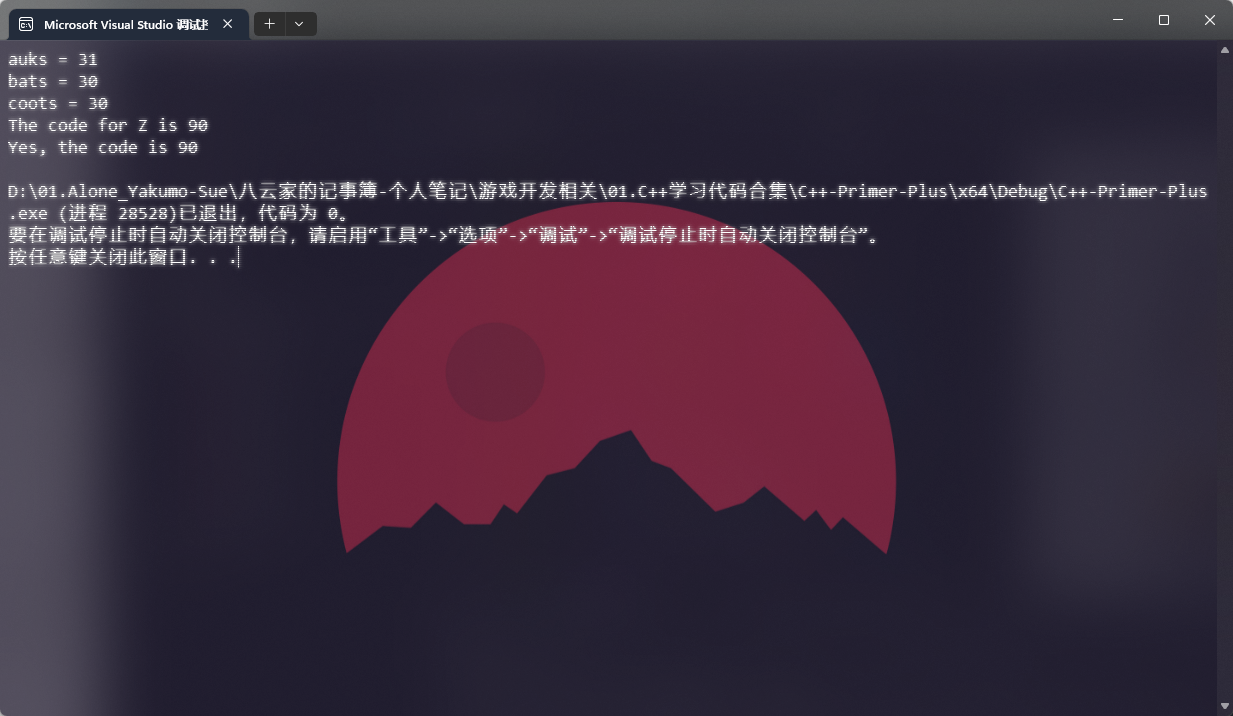 Microsoft Visual Studio 调试
auks = 31
bats = 30
coots = 30
The code for Z is 90
Yes, the code is 90
D:\01.Alone_Yakumo-Sue\八云家的记事簿-个人笔记\游戏开发相关\01.C++学习代码合集\C++-Primer-Plus\x64\Debug\C++-Primer-Plus
.exe (进程 28528)已退出，代码为 0。
要在调试停止时自动关闭控制台，请启用“工具”->“选项”->“调试”->“调试停止时自动关闭控制台”。
按任意键关闭此窗口. . .